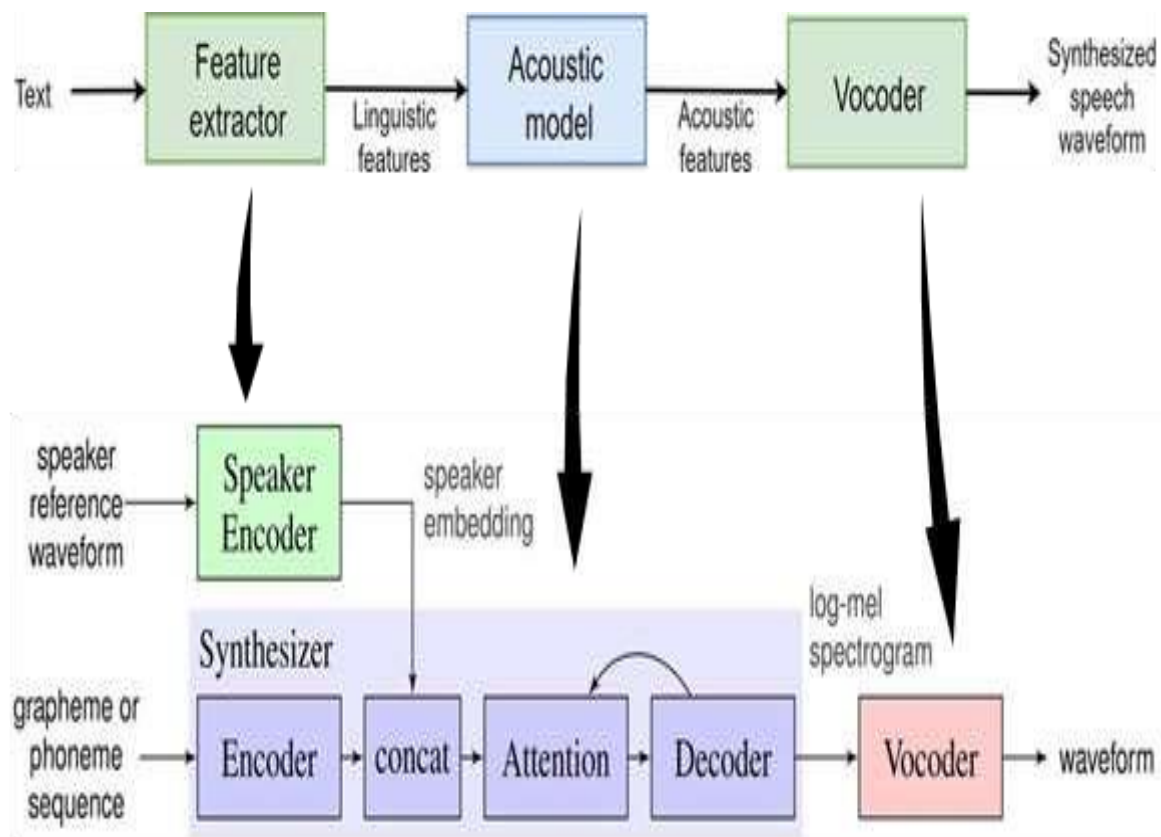 Text
Feature
extractor
Linguistic
features
Acoustic
model
Acoustic
features
Vocoder
Synthesized
speech
waveform
speaker
reference
waveform
Speaker
Encoder
speaker
embedding
log-mel
spectrogram
Synthesizer
grapheme or
phoneme
sequence
Encoder
concat
Attention
Decoder
Vocoder
waveform